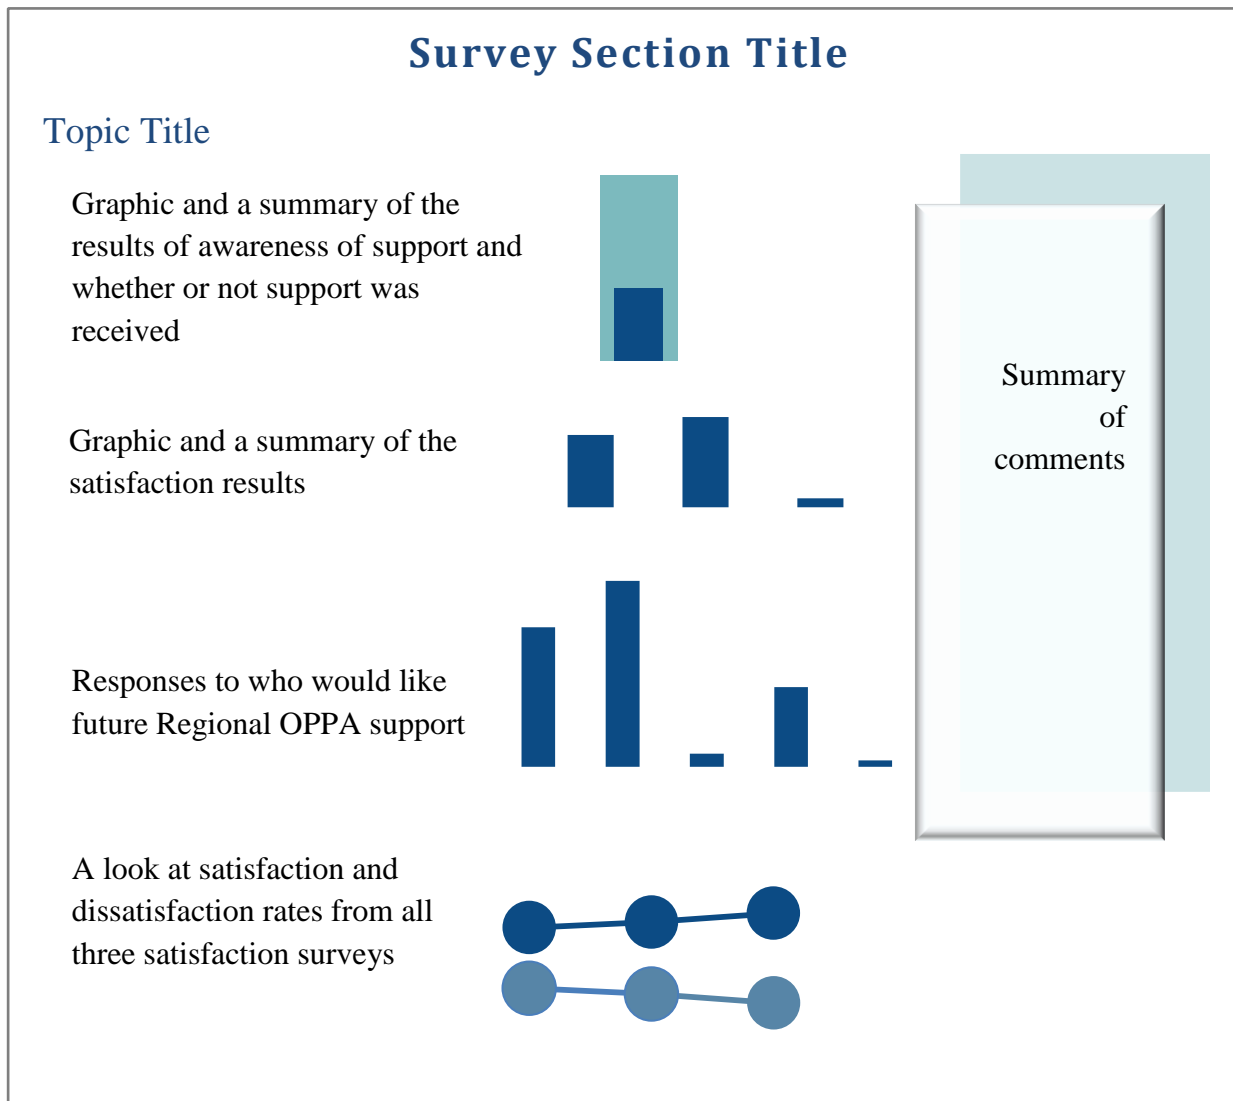 Survey Section Title
Topic Title
Graphic and a summary of the
results of awareness of support and
whether or not support was
received
Graphic and a summary of the
satisfaction results
Responses to who would like
future Regional OPPA support
A look at satisfaction and
dissatisfaction rates from all
three satisfaction surveys
Summary
of
comments